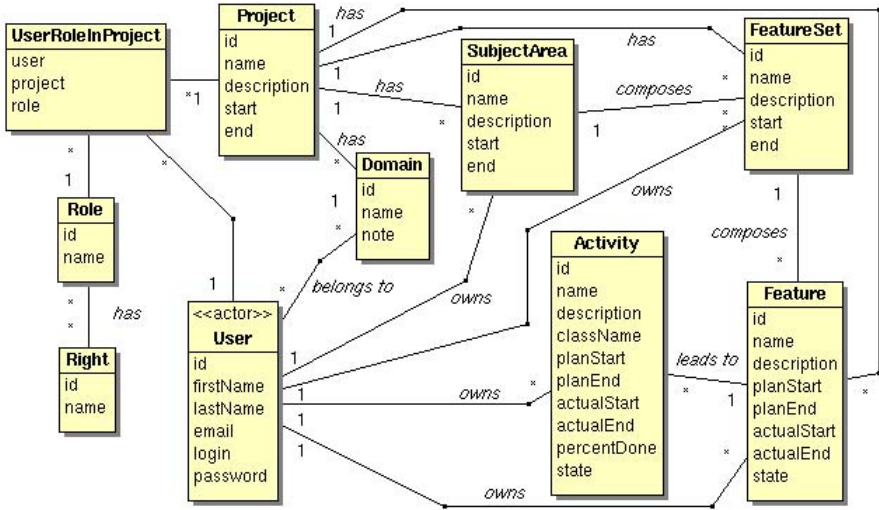 UserRoleInProject
user
project
role
Project
id
name
description
start
end
SubjectArea
id
name
description
start
end
FeatureSet
id
name
description
start
end
Domain
id
name
note
Role
id
name
Right
id
name
<<actor>>
User
id
firstName
lastName
email
login
password
Activity
id
name
description
className
planStart
planEnd
actualStart
actualEnd
percentDone
state
Feature
id
name
description
planStart
planEnd
actualStart
actualEnd
state
has
1
has
1
*
has
1
*
has
1
*
*1
composes
1
*
*
1
*
1
*
*
has
1
*
belongs to
*
owns
1
*
owns
1
*
owns
1
*
owns
1
*
composes
1
*
leads to
*
1
*